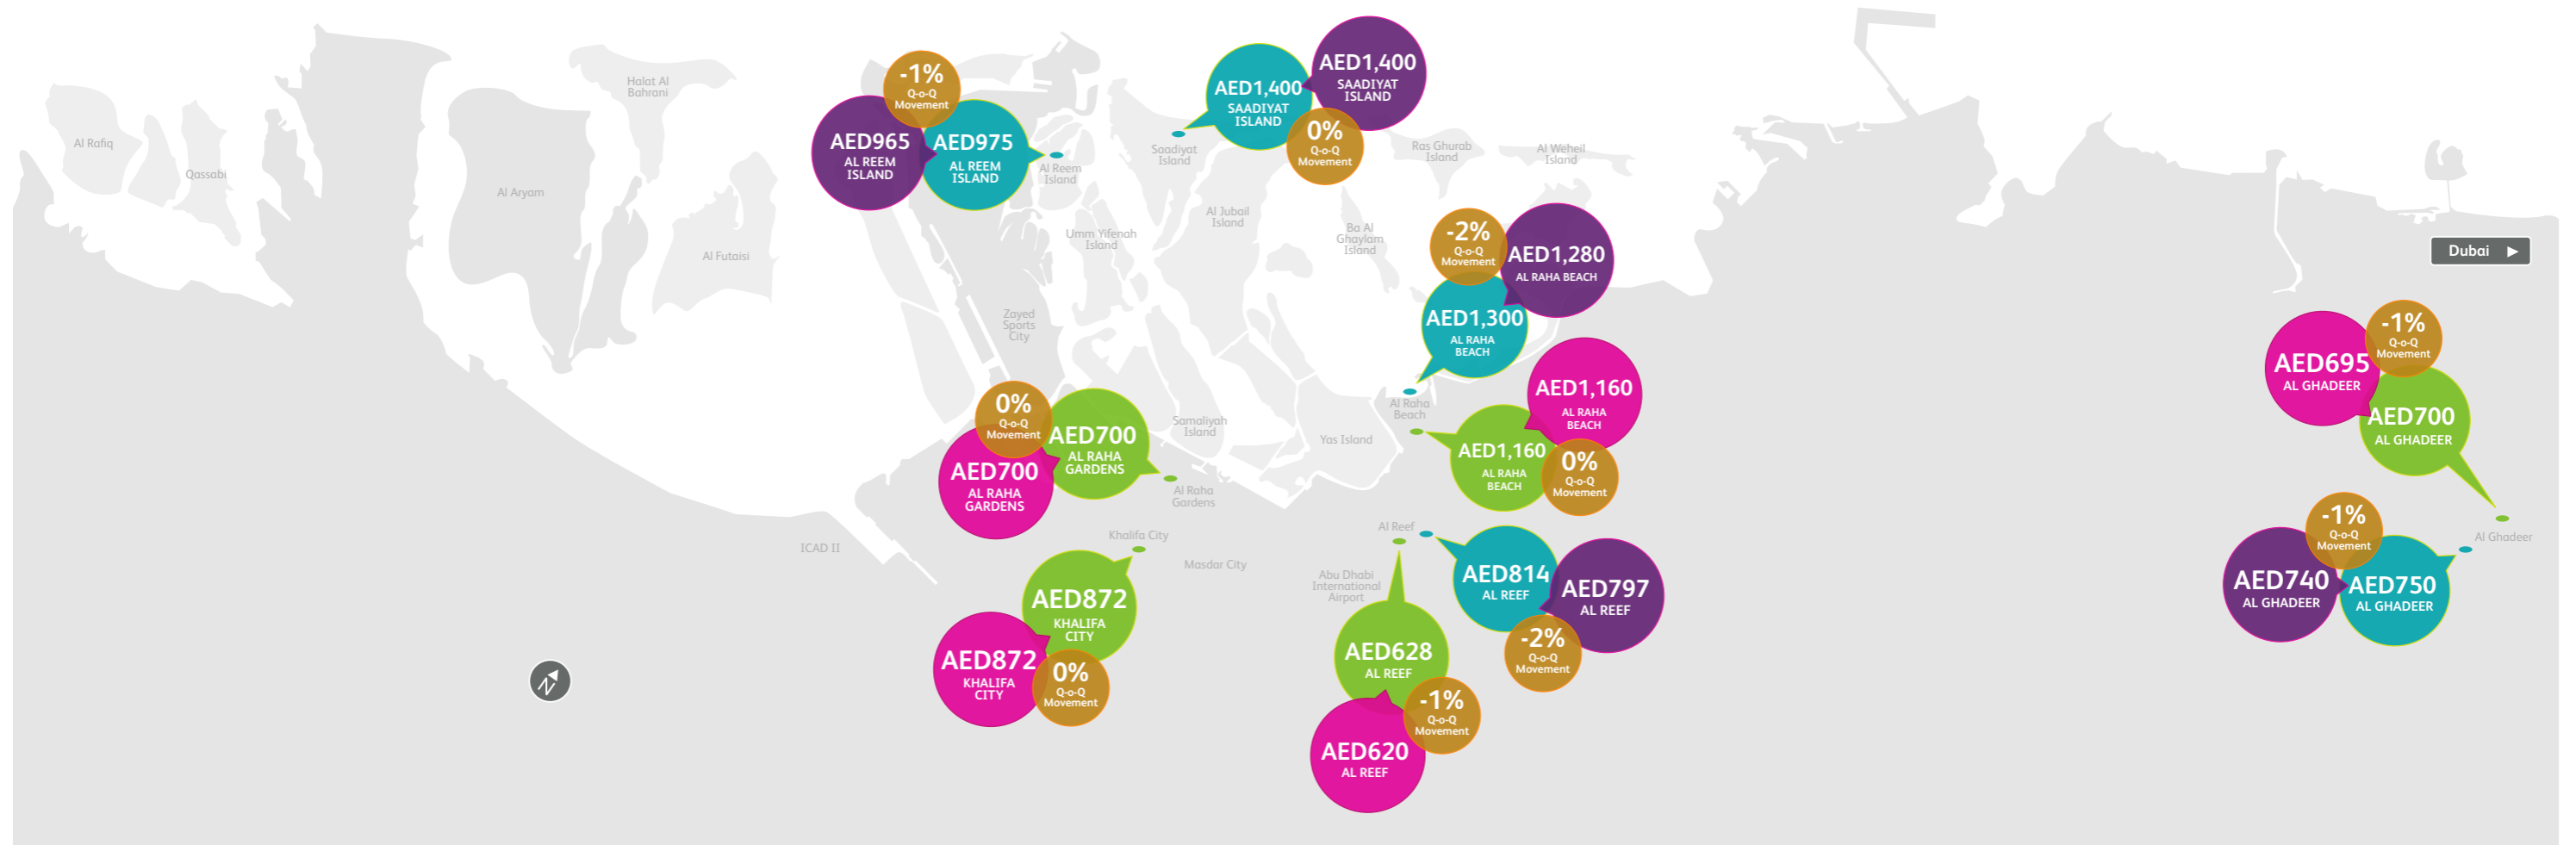 Halat Al
Bahrani
Al Rafiq
Qassabi
Al Aryam
Al Futaisi
-1%
Q-o-Q
Movement
AED965
AL REEM
ISLAND
AED975
AL REEM
ISLAND
Al Reem
Island
Umm Yifenah
Island
Zayed
Sports
City
Saadiyat
Island
AED1,400
SAADIYAT
ISLAND
AED1,400
SAADIYAT
ISLAND
0%
Q-o-Q
Movement
Al Jubail
Island
Ras Ghurab
Island
Al Weheil
Island
Ba Al
Ghaylam
Island
-2%
Q-o-Q
Movement
AED1,280
AL RAHA BEACH
AED1,300
AL RAHA
BEACH
Al Raha
Beach
AED1,160
AL RAHA
BEACH
AED1,160
AL RAHA
BEACH
0%
Q-o-Q
Movement
Dubai
AED695
AL GHADEER
-1%
Q-o-Q
Movement
AED700
AL GHADEER
0%
Q-o-Q
Movement
AED700
AL RAHA
GARDENS
AED700
AL RAHA
GARDENS
Al Raha
Gardens
Samaliyah
Island
Yas Island
ICAD II
Khalifa City
Masdar City
AED872
KHALIFA
CITY
AED872
KHALIFA
CITY
0%
Q-o-Q
Movement
Al Reef
Abu Dhabi
International
Airport
AED814
AL REEF
AED797
AL REEF
-2%
Q-o-Q
Movement
AED628
AL REEF
-1%
Q-o-Q
Movement
AED620
AL REEF
-1%
Q-o-Q
Movement
AED740
AL GHADEER
AED750
AL GHADEER
Al Ghadeer
N